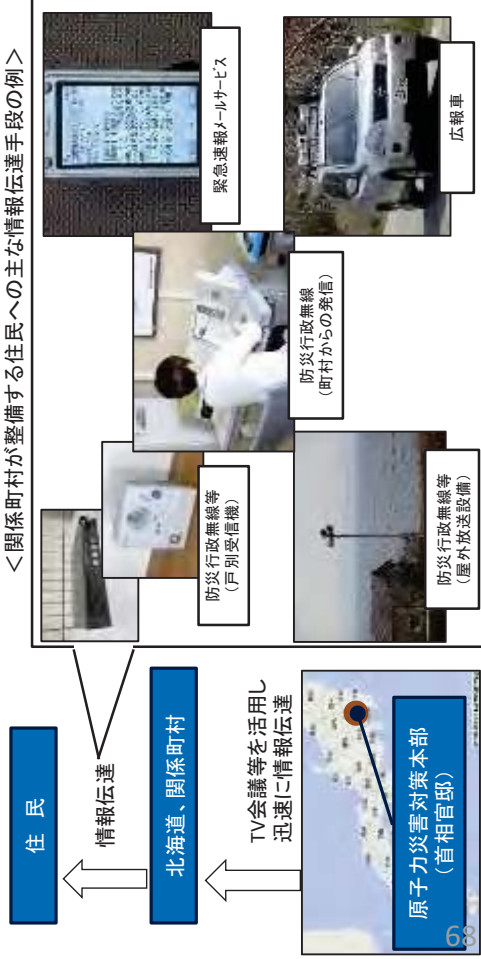 ＜関係町村が整備する住民への主な情報伝達手段の例＞
住 民
情報伝達
北海道、関係町村
TV会議等を活用し
迅速に情報伝達
原子力災害対策本部
（首相官邸）
防災行政無線等
（戸別受信機）
防災行政無線
（町村からの発信）
緊急速報メールサービス
防災行政無線等
（屋外放送設備）
広報車
68